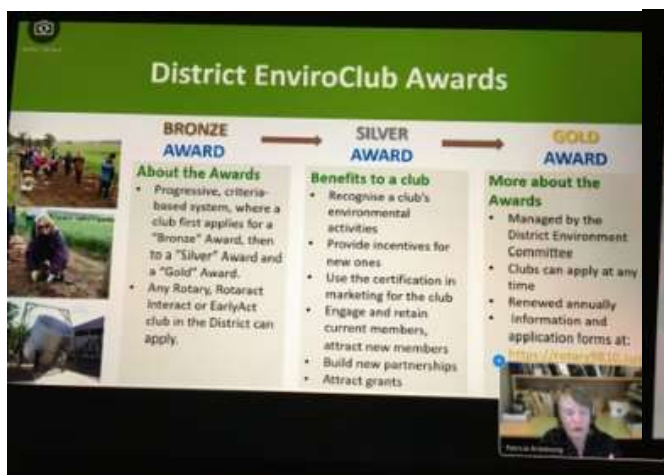 District EnviroClub Awards
BRONZE
AWARD
About the Awards
• Progressive, criteria-
based system, where a
club first applies for a
"Bronze" Award, then
to a "Silver" Award and
a "Gold" Award.
• Any Rotary, Rotaract
Interact or EarlyAct
club in the District can
apply.
SILVER
AWARD
Benefits to a club
• Recognise a club's
environmental
activities
• Provide incentives for
new ones
• Use the certification in
marketing for the club
• Engage and retain
current members,
attract new members
• Build new partnerships
• Attract grants
GOLD
AWARD
More about the
Awards
• Managed by the
District Environment
Committee
• Clubs can apply at any
time
• Renewed annually
• Information and
application forms at:
https://rotary9810
Patricia Armstrong